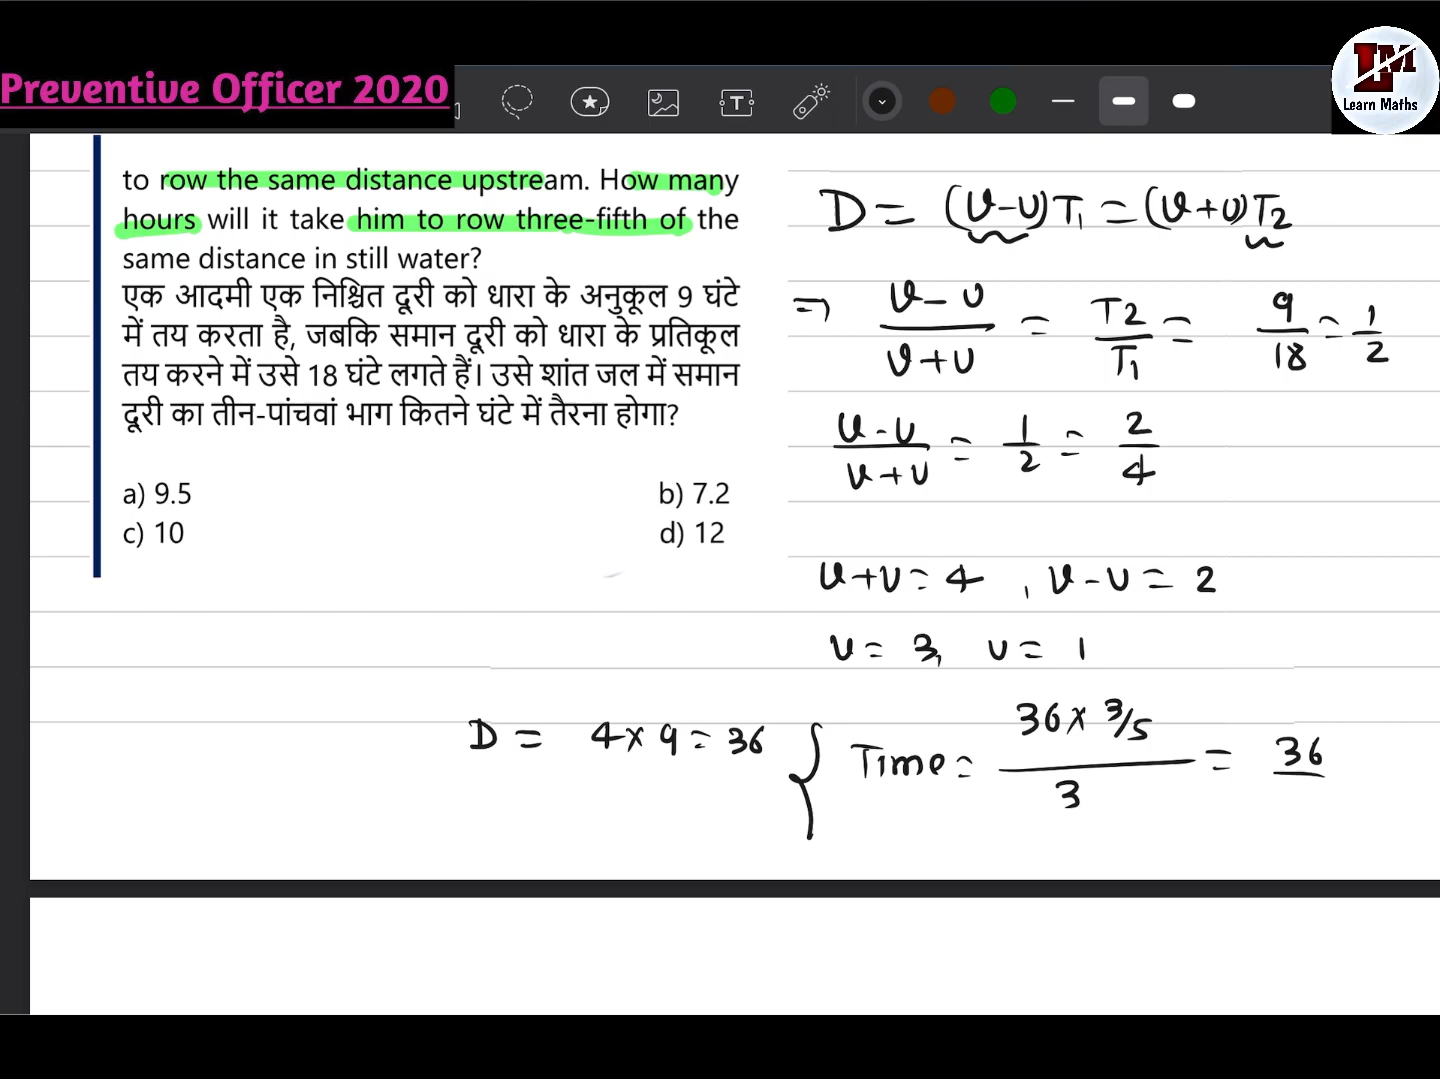 Preventive Officer 2020
LM
Learn Maths
T
to row the same distance upstream. How many
hours will it take him to row three-fifth of the
same distance in still water?
एक आदमी एक निश्चित दूरी को धारा के अनुकूल 9 घंटे
में तय करता है, जबकि समान दूरी को धारा के प्रतिकूल
तय करने में उसे 18 घंटे लगते हैं। उसे शांत जल में समान
दूरी का तीन-पांचवां भाग कितने घंटे में तैरना होगा?
a) 9.5 b) 7.2
c) 10 d) 12
D = (v-u)T1 = (v+u)T2
=> v-u/v+u = T2/T1 = 9/18 = 1/2
v-u/v+u = 1/2 = 2/4
v+u = 4 , v-u = 2
v = 3, u = 1
D = 4 x 9 = 36 { Time = 36 x 3/5 / 3 = 36